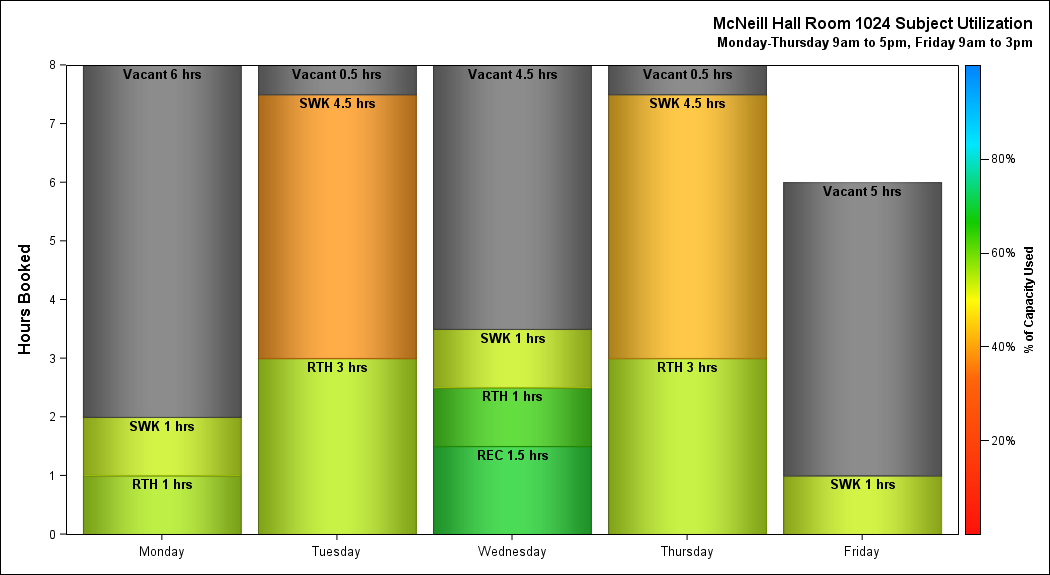 McNeill Hall Room 1024 Subject Utilization
Monday-Thursday 9am to 5pm, Friday 9am to 3pm
Hours Booked
8
7
6
5
4
3
2
1
0
Vacant 6 hrs
SWK 1 hrs
RTH 1 hrs
Vacant 0.5 hrs
SWK 4.5 hrs
RTH 3 hrs
Vacant 4.5 hrs
SWK 1 hrs
RTH 1 hrs
REC 1.5 hrs
Vacant 0.5 hrs
SWK 4.5 hrs
RTH 3 hrs
Vacant 5 hrs
SWK 1 hrs
Monday
Tuesday
Wednesday
Thursday
Friday
80%
60%
40%
20%
% of Capacity Used